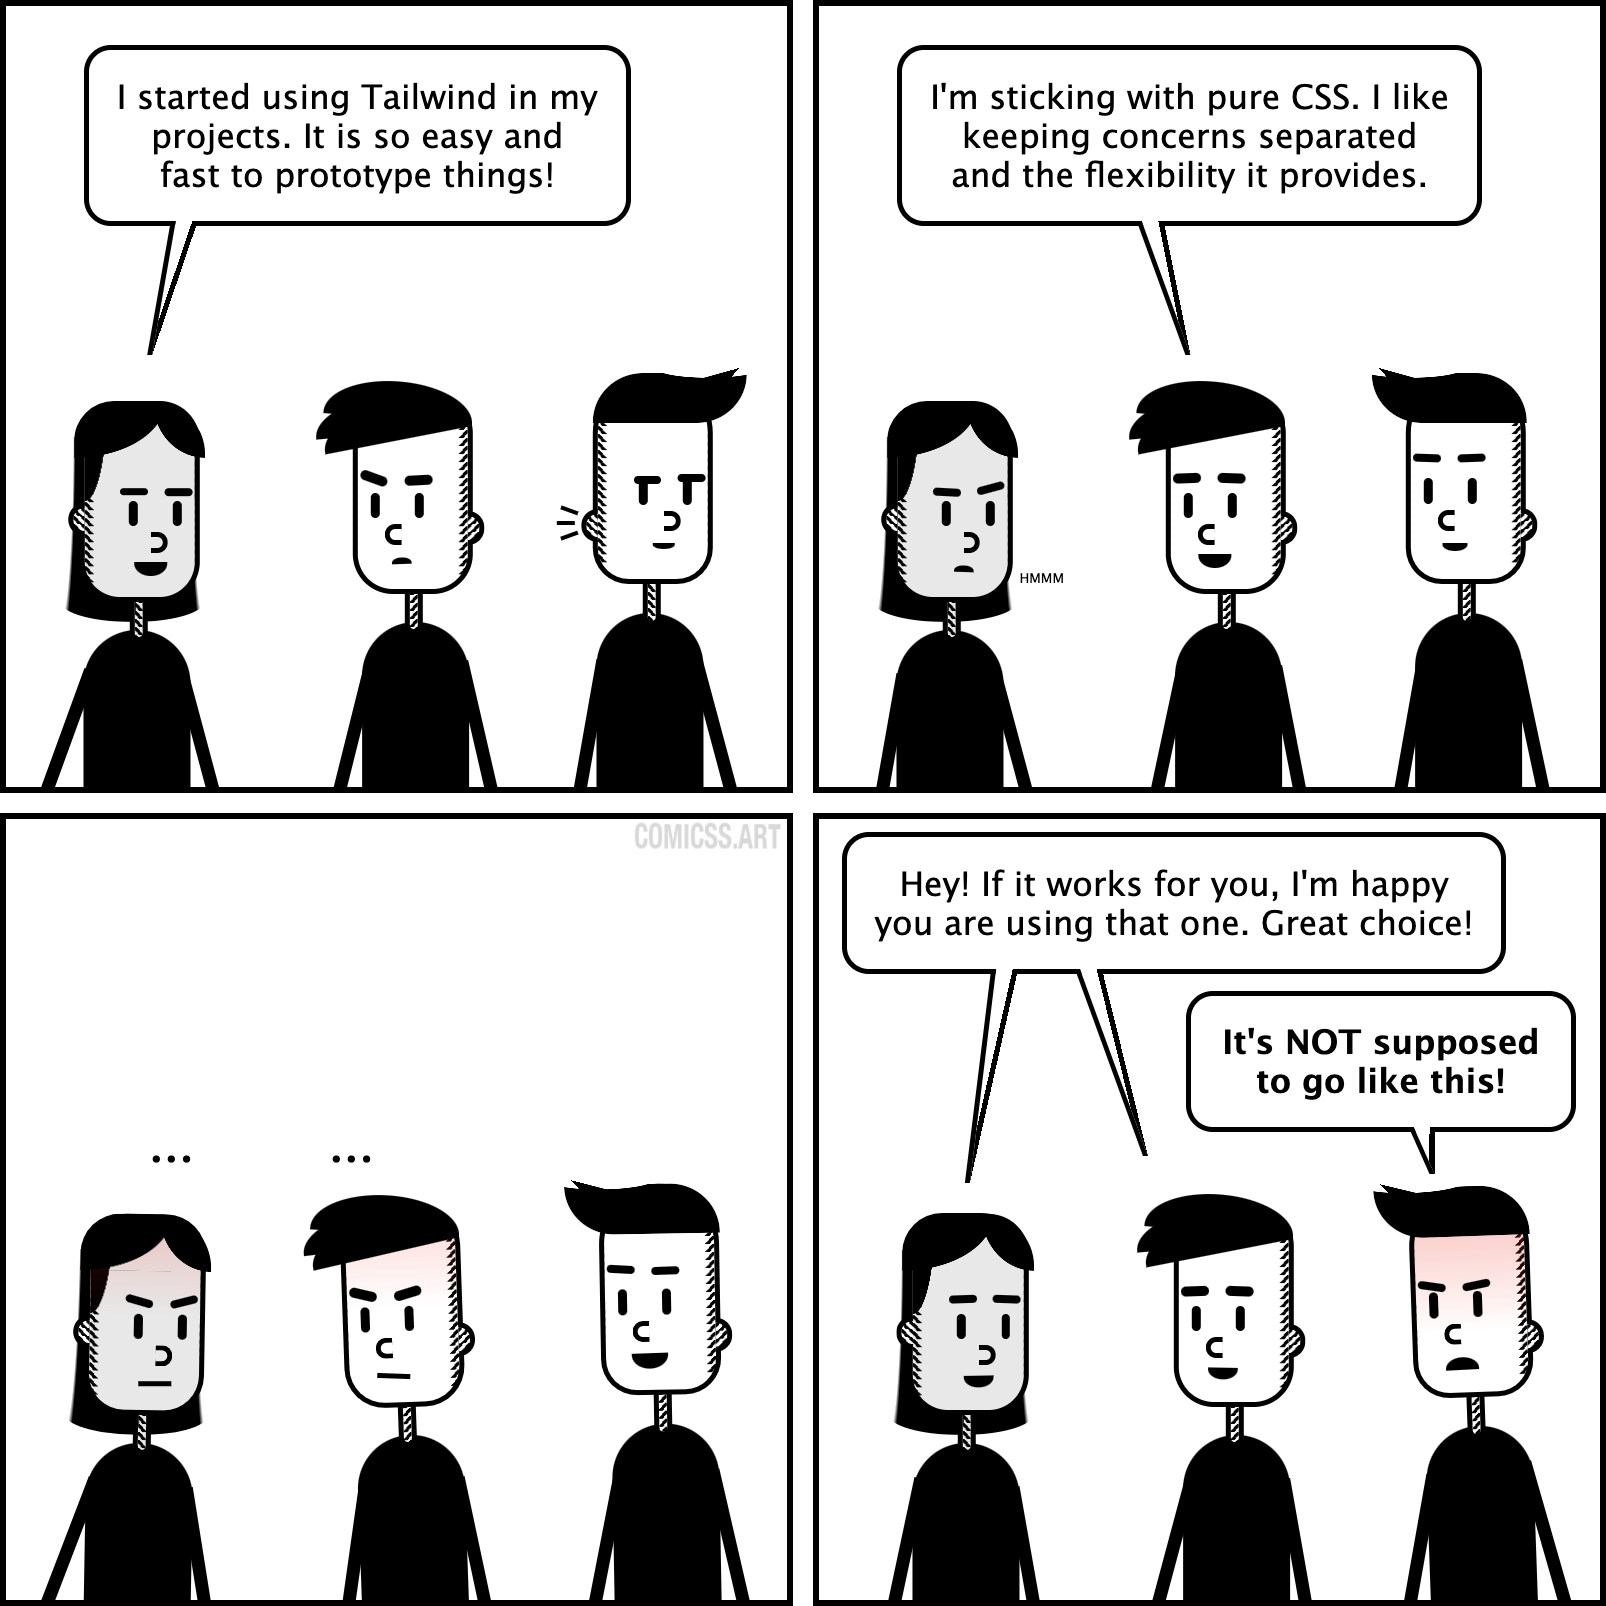 I started using Tailwind in my
projects. It is so easy and
fast to prototype things!
I'm sticking with pure CSS. I like
keeping concerns separated
and the flexibility it provides.
HMMM
COMICSS.ART
...
...
Hey! If it works for you, I'm happy
you are using that one. Great choice!
It's NOT supposed
to go like this!